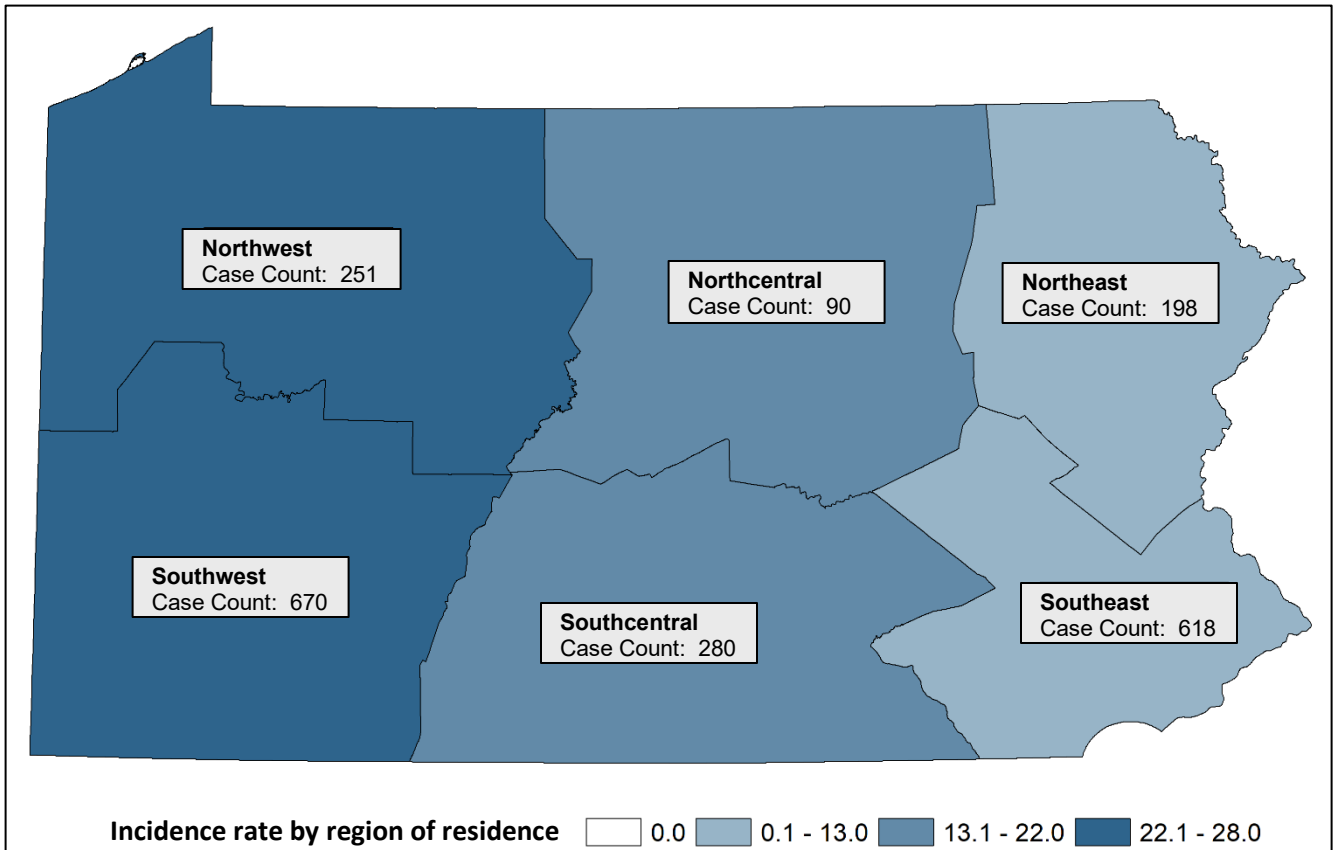 Northwest
Case Count: 251
Northcentral
Case Count: 90
Northeast
Case Count: 198
Southwest
Case Count: 670
Southcentral
Case Count: 280
Southeast
Case Count: 618
Incidence rate by region of residence 0.0 0.1 - 13.0 13.1 - 22.0 22.1 - 28.0